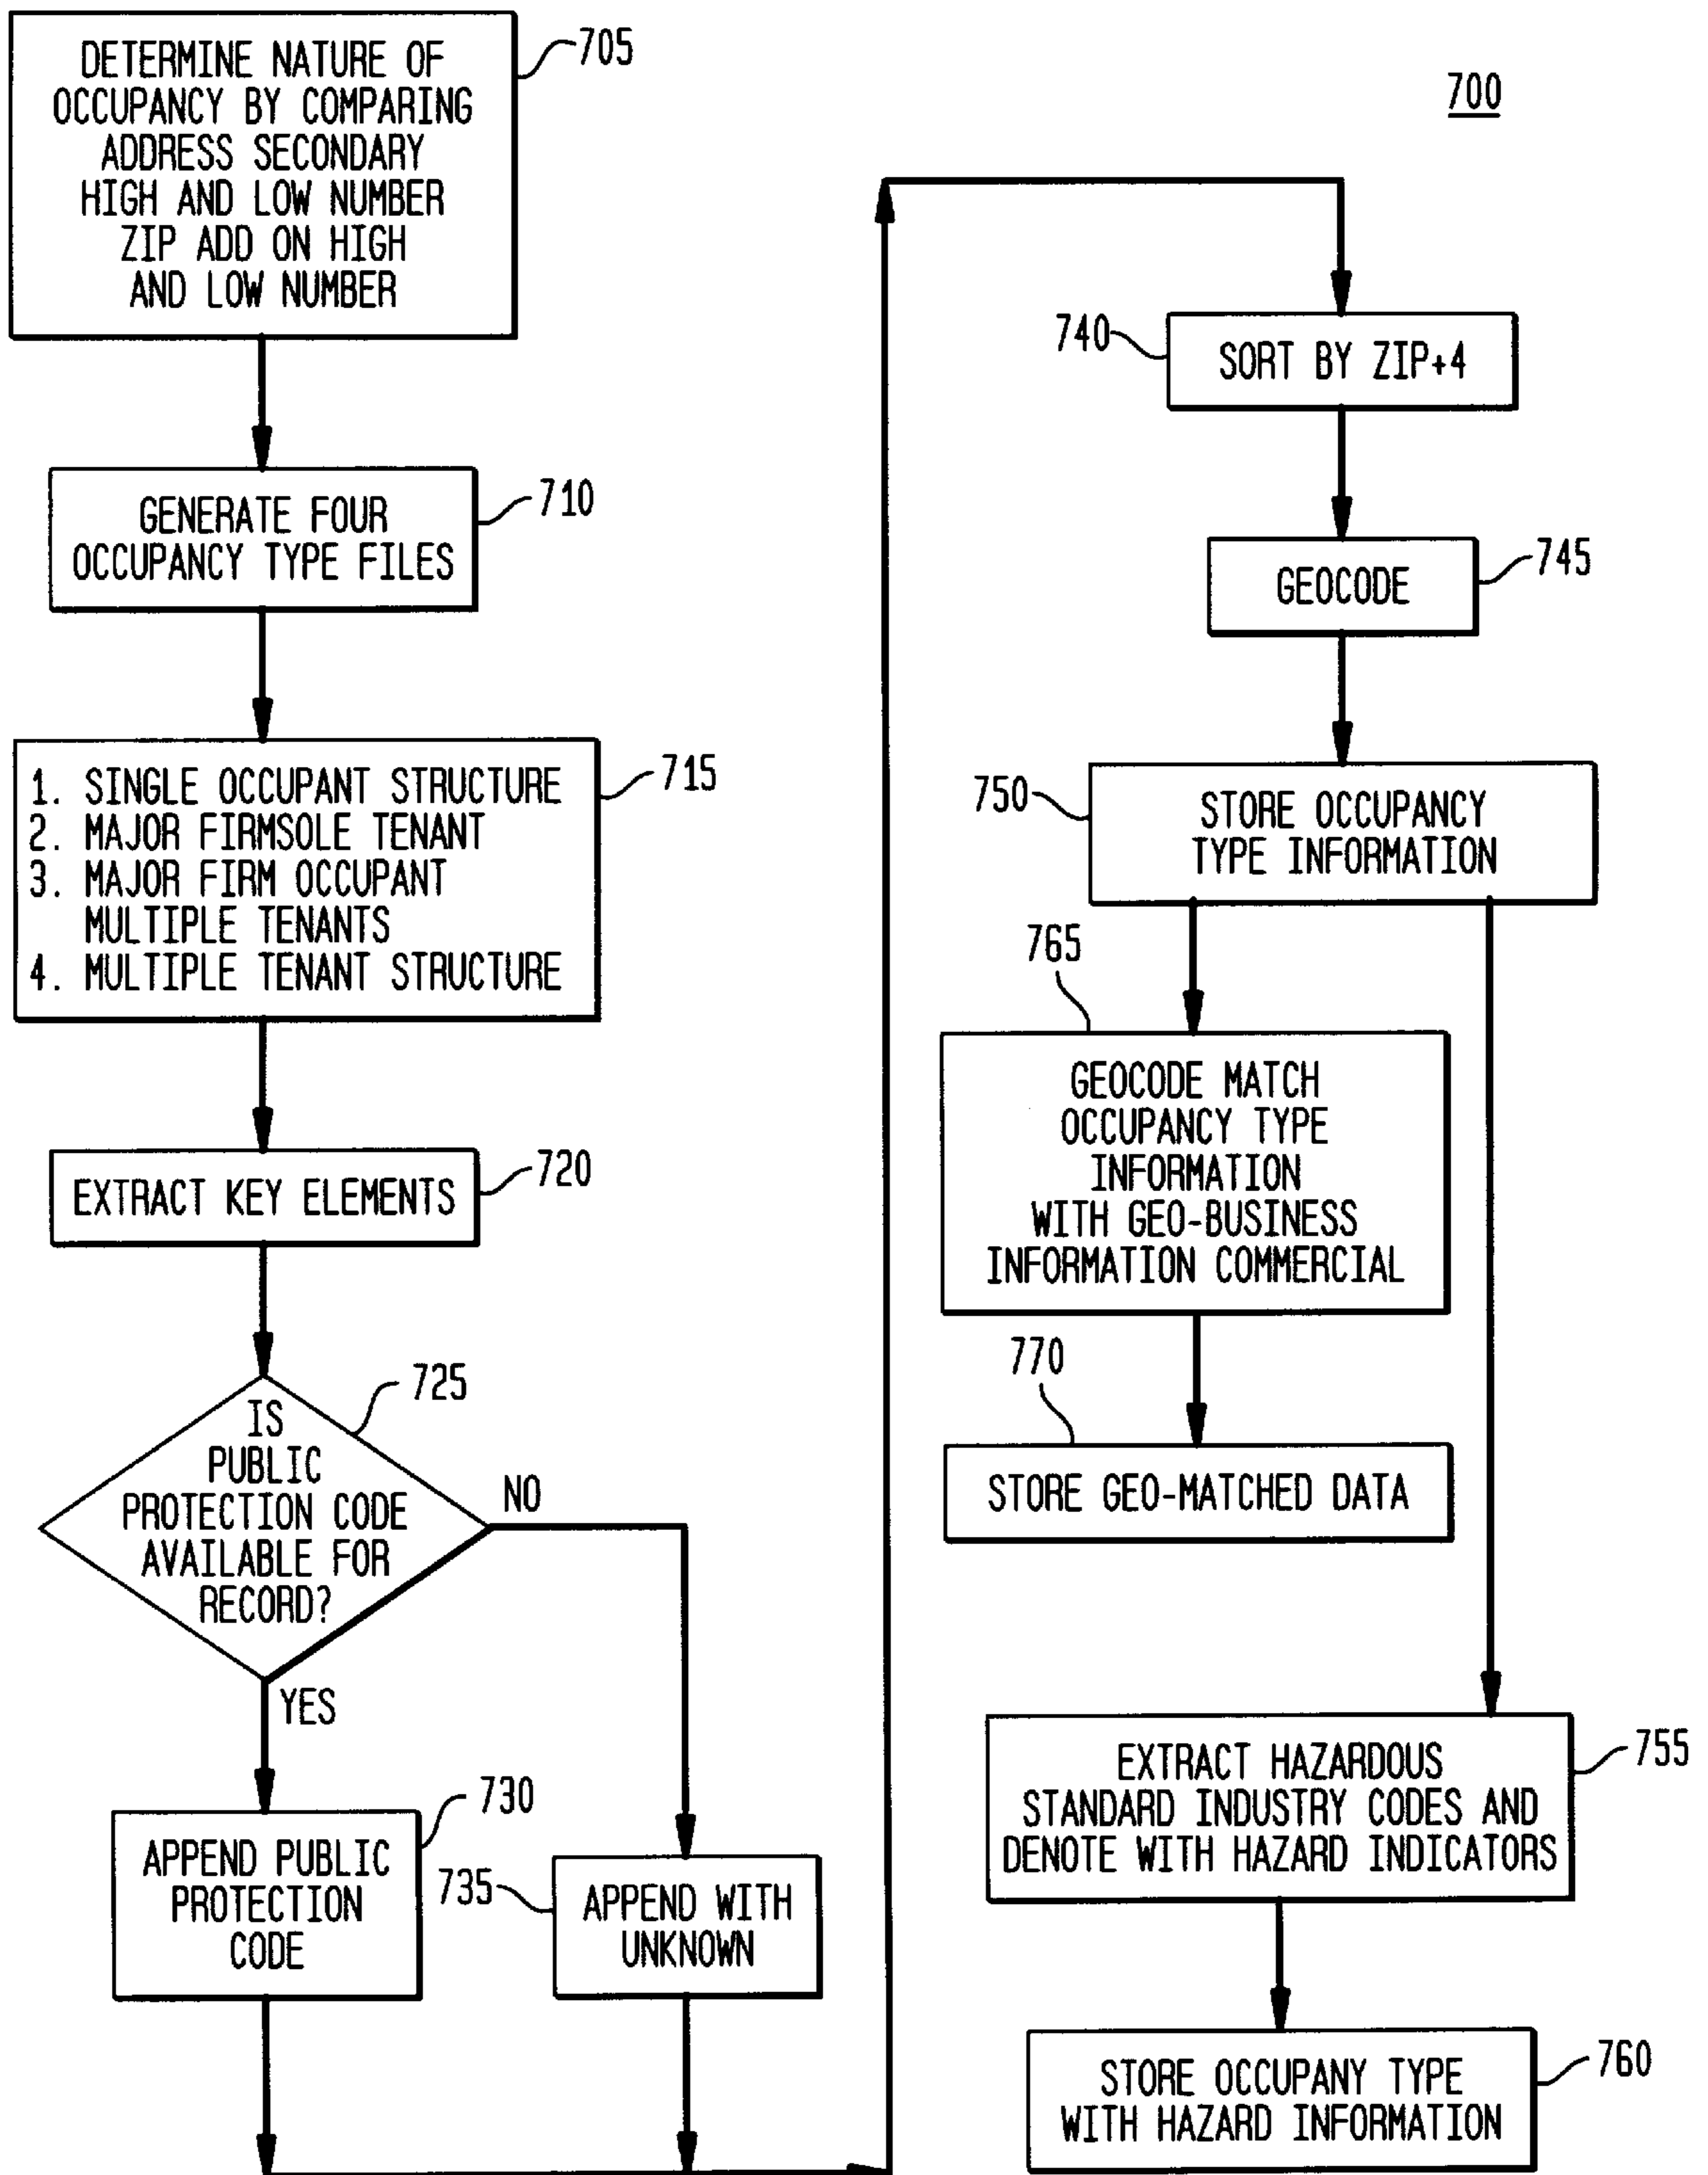 DETERMINE NATURE OF
OCCUPANCY BY COMPARING
ADDRESS SECONDARY
HIGH AND LOW NUMBER
ZIP ADD ON HIGH
AND LOW NUMBER
705
GENERATE FOUR
OCCUPANCY TYPE FILES
710
1. SINGLE OCCUPANT STRUCTURE
2. MAJOR FIRMSOLE TENANT
3. MAJOR FIRM OCCUPANT
MULTIPLE TENANTS
4. MULTIPLE TENANT STRUCTURE
715
EXTRACT KEY ELEMENTS
720
IS
PUBLIC
PROTECTION CODE
AVAILABLE FOR
RECORD?
725
NO
YES
APPEND PUBLIC
PROTECTION
CODE
730
735
APPEND WITH
UNKNOWN
700
740
SORT BY ZIP+4
GEOCODE
745
750
STORE OCCUPANCY
TYPE INFORMATION
765
GEOCODE MATCH
OCCUPANCY TYPE
INFORMATION
WITH GEO-BUSINESS
INFORMATION COMMERCIAL
770
STORE GEO-MATCHED DATA
EXTRACT HAZARDOUS
STANDARD INDUSTRY CODES AND
DENOTE WITH HAZARD INDICATORS
755
STORE OCCUPANY TYPE
WITH HAZARD INFORMATION
760